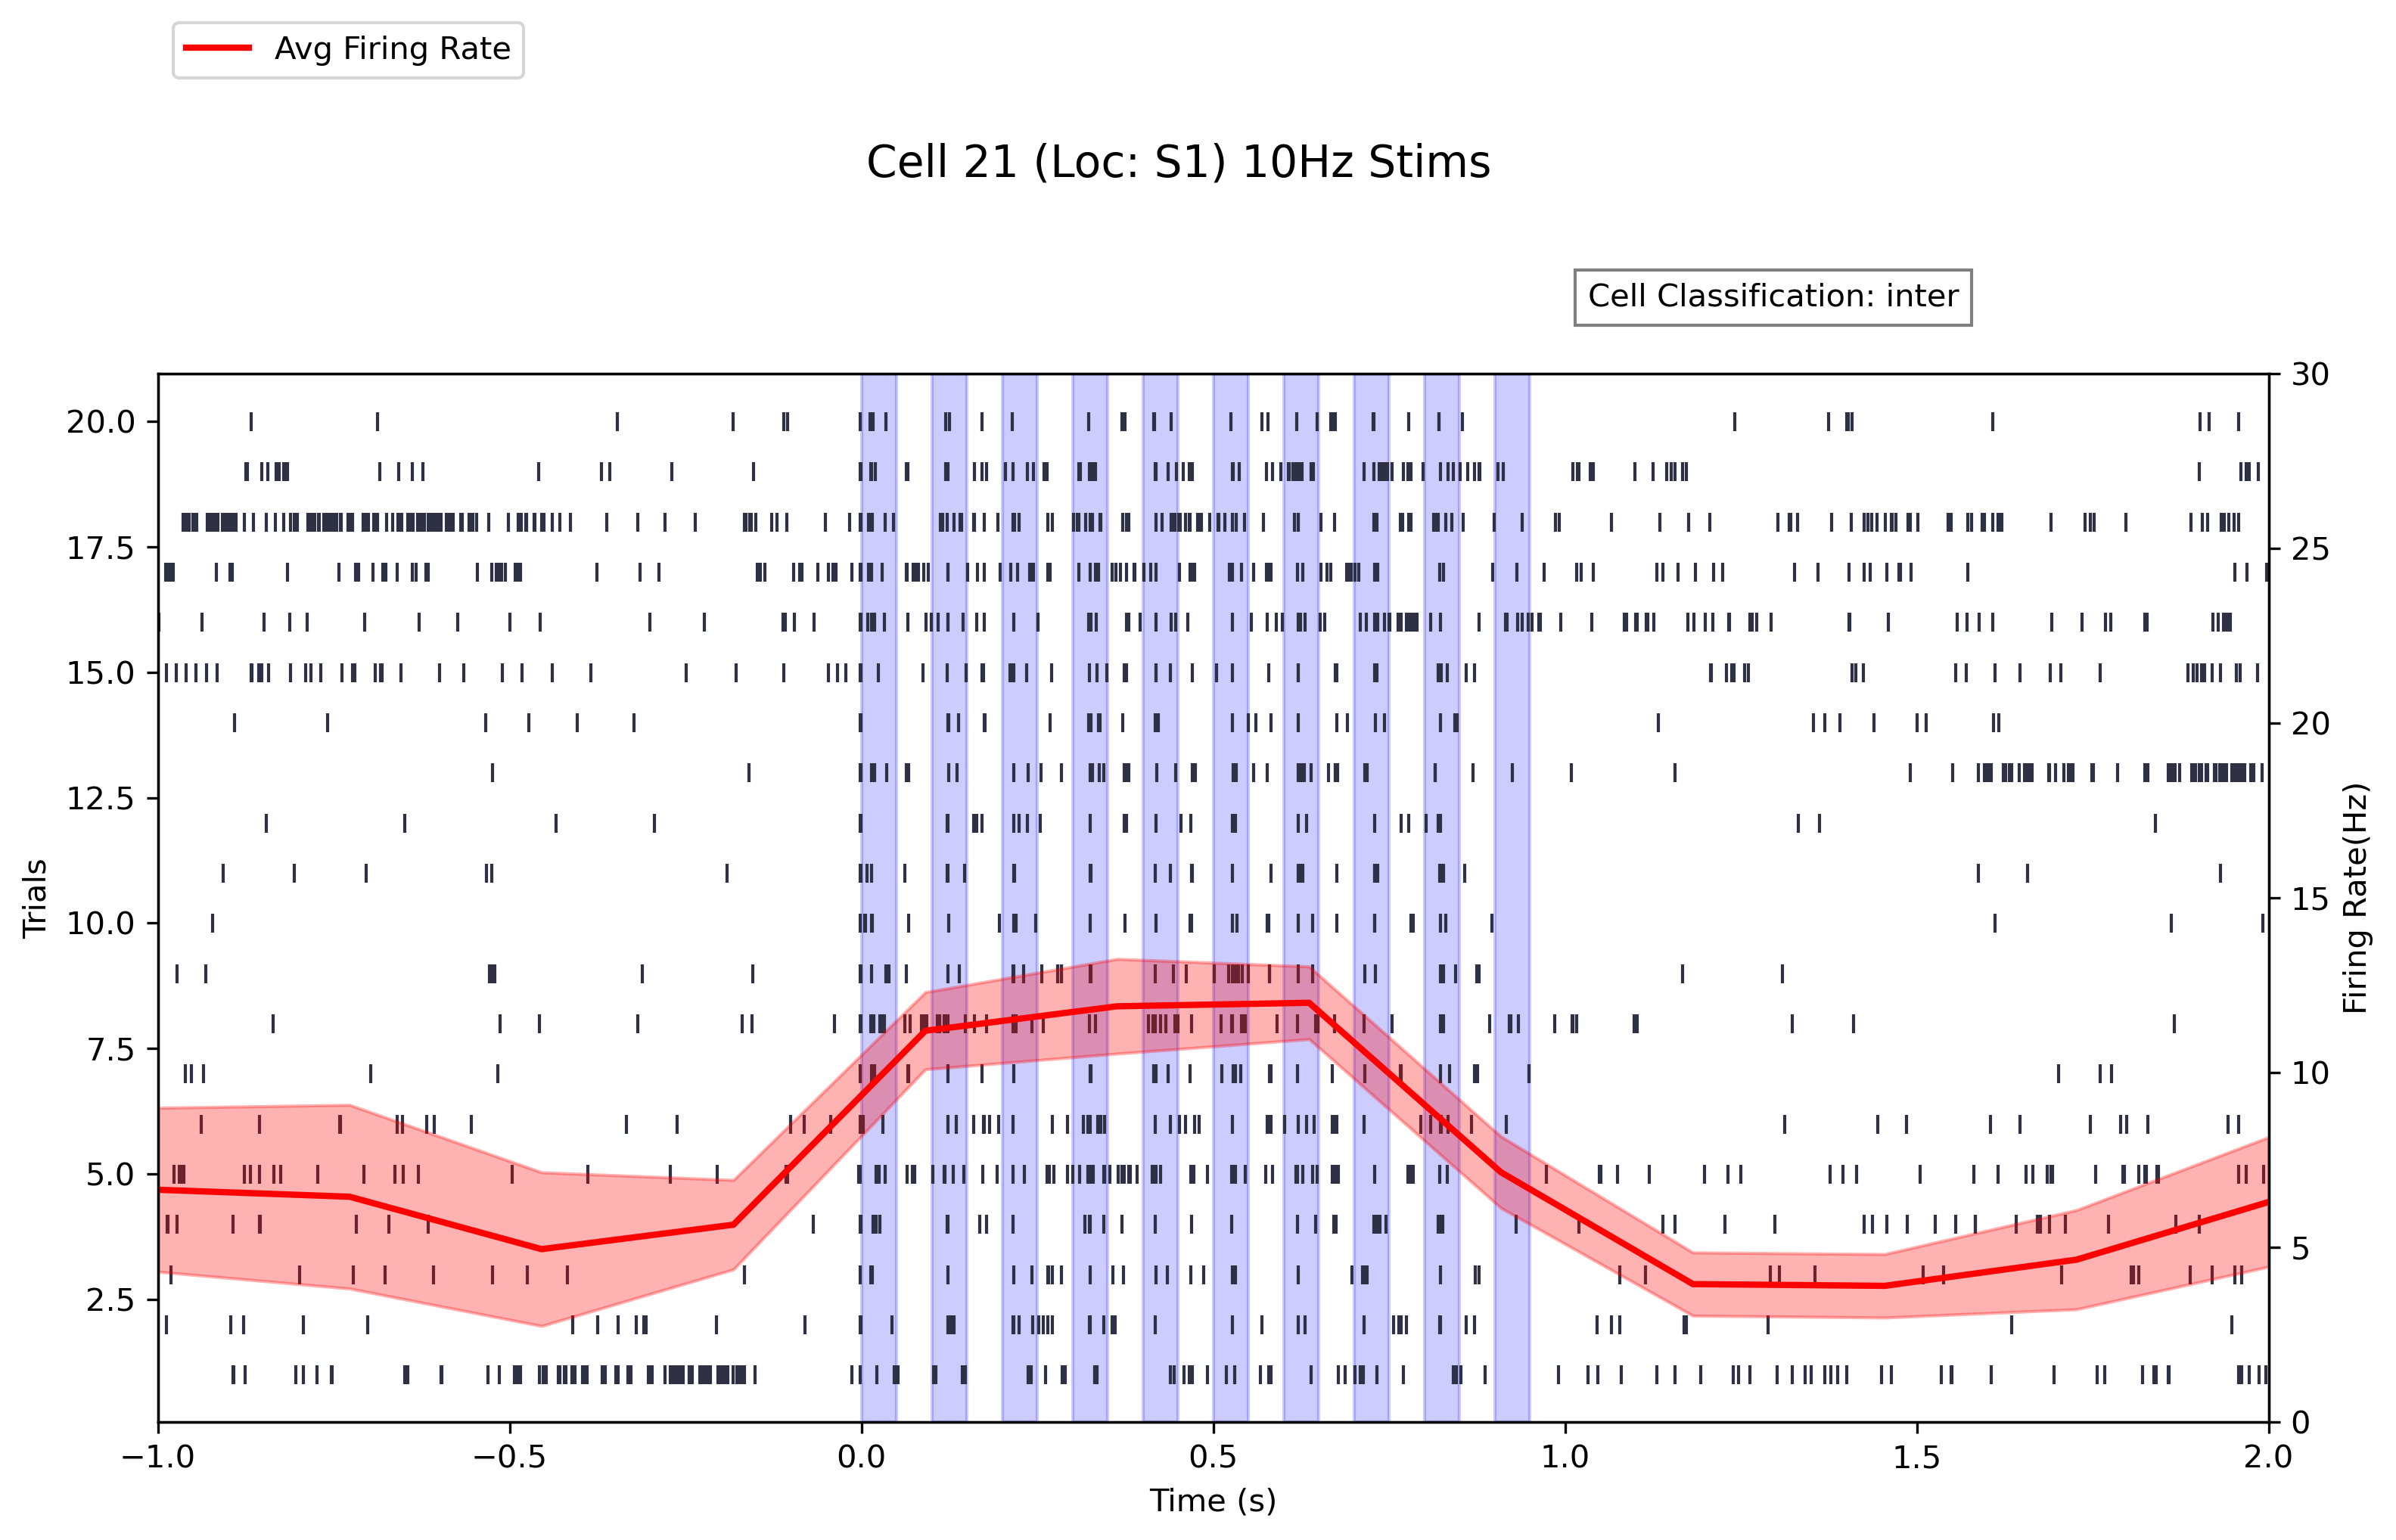 Avg Firing Rate
Cell 21 (Loc: S1) 10Hz Stims
Cell Classification: inter
Trials
20.0
17.5
15.0
12.5
10.0
7.5
5.0
2.5
30
25
20
15
10
5
0
Firing Rate(Hz)
−1.0 −0.5 0.0 0.5 1.0 1.5 2.0
Time (s)